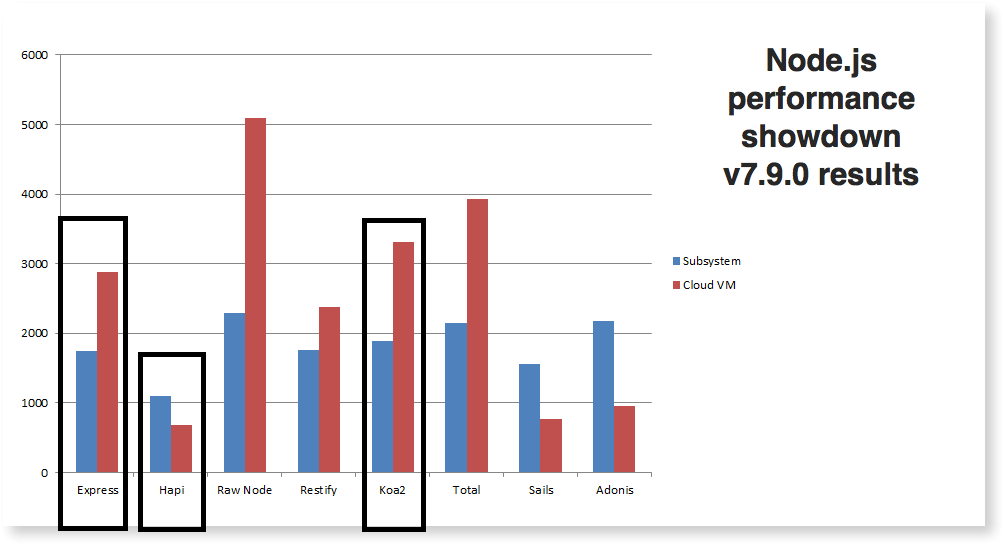 Node.js
performance
showdown
v7.9.0 results
6000
5000
4000
3000
2000
1000
0
Express Hapi Raw Node Restify Koa2 Total Sails Adonis
Subsystem
Cloud VM